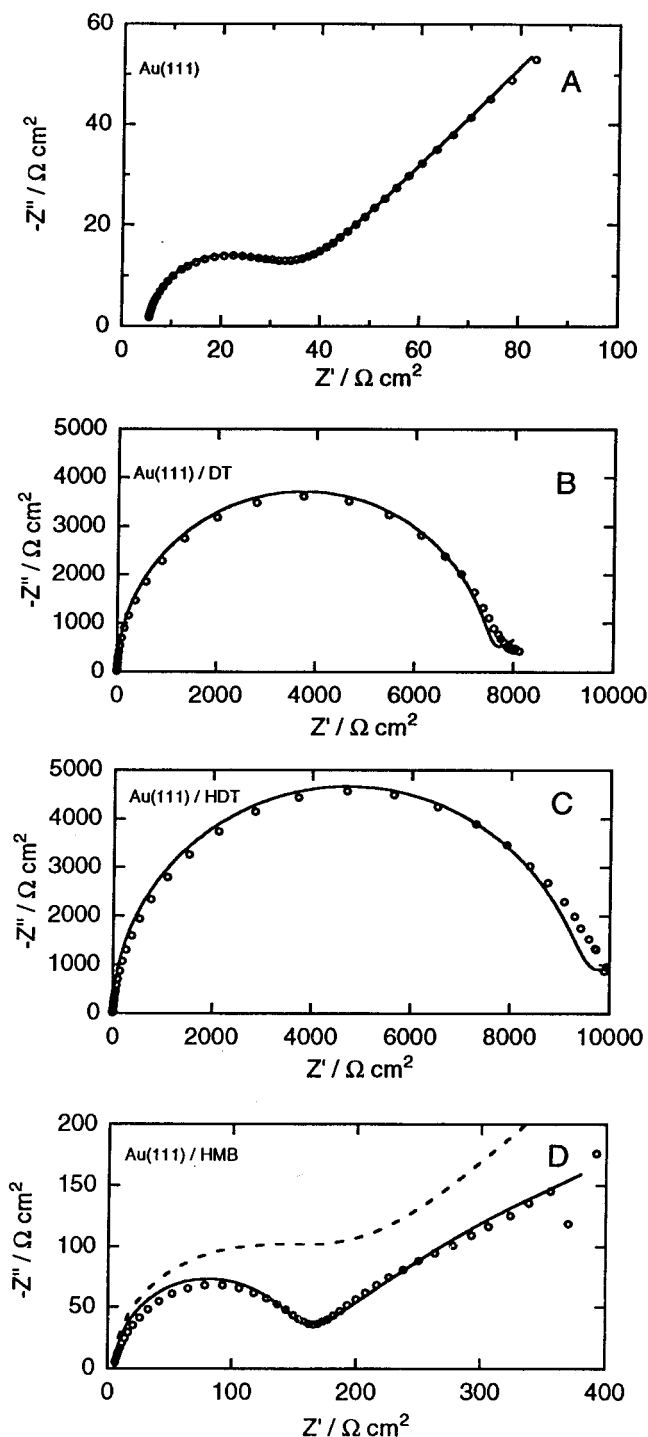 60
Au(111)
A
40
-Z" / Ω cm²
20
0
0 20 40 60 80 100
Z' / Ω cm²
5000
Au(111) / DT
B
4000
3000
-Z" / Ω cm²
2000
1000
0
0 2000 4000 6000 8000 10000
Z' / Ω cm²
5000
Au(111) / HDT
C
4000
3000
-Z" / Ω cm²
2000
1000
0
0 2000 4000 6000 8000 10000
Z' / Ω cm²
200
Au(111) / HMB
D
150
-Z" / Ω cm²
100
50
0
0 100 200 300 400
Z' / Ω cm²